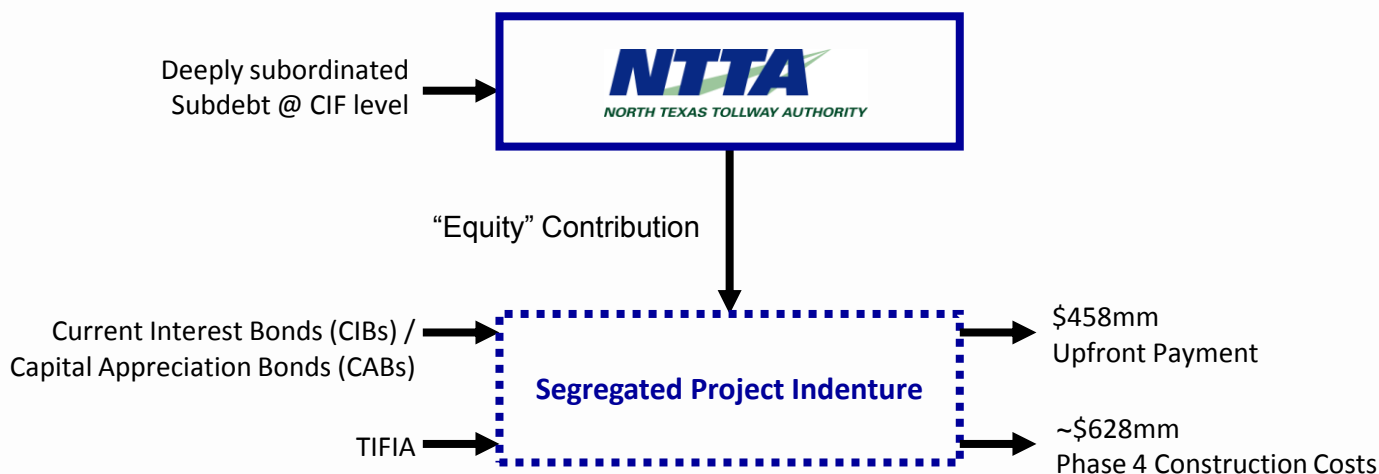 Deeply subordinated
Subdebt @ CIF level
NTTA
NORTH TEXAS TOLLWAY AUTHORITY
“Equity” Contribution
Current Interest Bonds (CIBs) /
Capital Appreciation Bonds (CABs)
TIFIA
Segregated Project Indenture
$458mm
Upfront Payment
~$628mm
Phase 4 Construction Costs